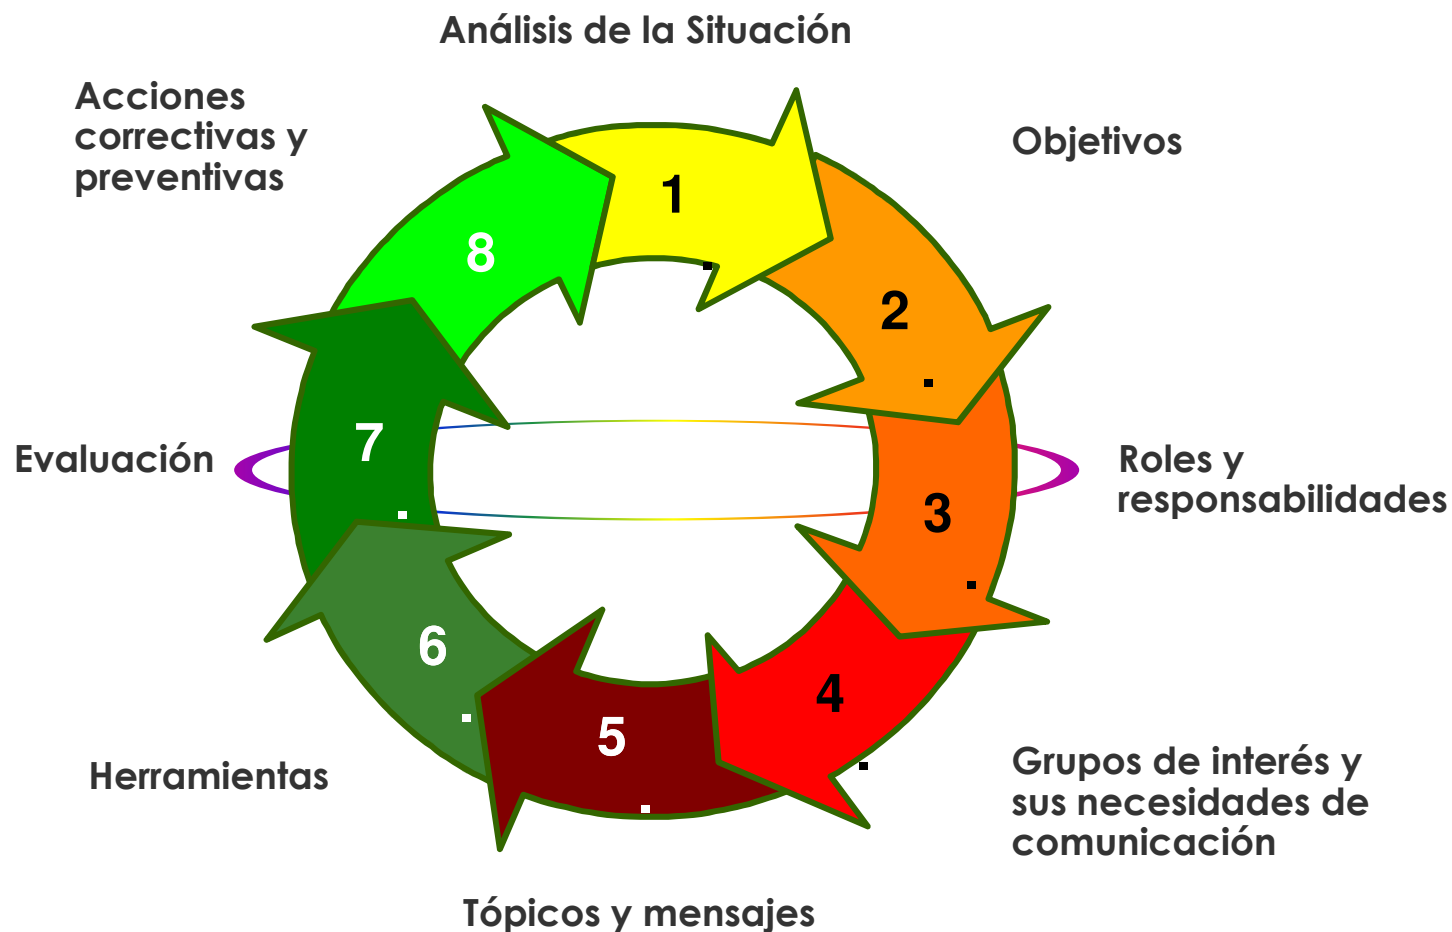 Análisis de la Situación
1
Objetivos
2
Roles y
responsabilidades
3
Grupos de interés y
sus necesidades de
comunicación
4
Tópicos y mensajes
5
Herramientas
6
Evaluación
7
Acciones
correctivas y
preventivas
8